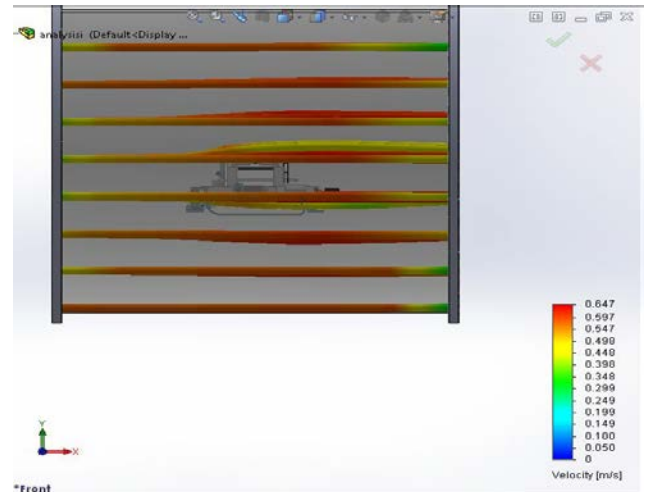 analysisi (Default<Display ...
0.647
0.597
0.547
0.498
0.448
0.398
0.348
0.299
0.249
0.199
0.149
0.100
0.050
0
Velocity [m/s]
Y
X
*Front